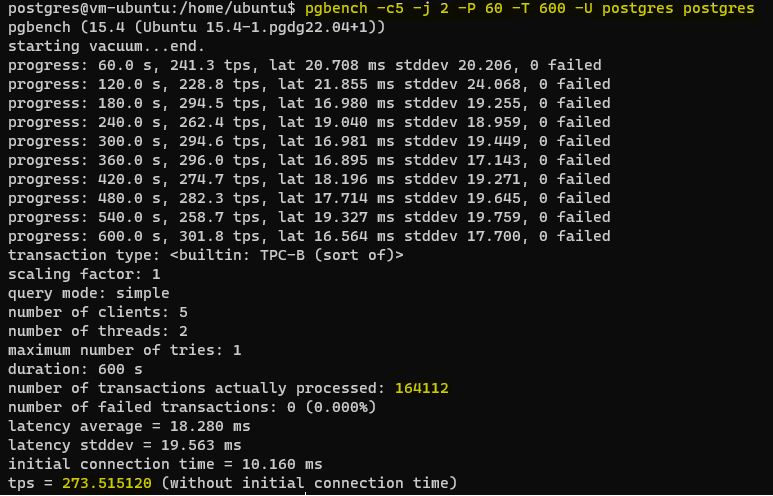 postgres@vm-ubuntu:/home/ubuntu$ pgbench -c5 -j 2 -P 60 -T 600 -U postgres postgres
pgbench (15.4 (Ubuntu 15.4-1.pgdg22.04+1))
starting vacuum...end.
progress: 60.0 s, 241.3 tps, lat 20.708 ms stddev 20.206, 0 failed
progress: 120.0 s, 228.8 tps, lat 21.855 ms stddev 24.068, 0 failed
progress: 180.0 s, 294.5 tps, lat 16.980 ms stddev 19.255, 0 failed
progress: 240.0 s, 262.4 tps, lat 19.040 ms stddev 18.959, 0 failed
progress: 300.0 s, 294.6 tps, lat 16.981 ms stddev 19.449, 0 failed
progress: 360.0 s, 296.0 tps, lat 16.895 ms stddev 17.143, 0 failed
progress: 420.0 s, 274.7 tps, lat 18.196 ms stddev 19.271, 0 failed
progress: 480.0 s, 282.3 tps, lat 17.714 ms stddev 19.645, 0 failed
progress: 540.0 s, 258.7 tps, lat 19.327 ms stddev 19.759, 0 failed
progress: 600.0 s, 301.8 tps, lat 16.564 ms stddev 17.700, 0 failed
transaction type: <builtin: TPC-B (sort of)>
scaling factor: 1
query mode: simple
number of clients: 5
number of threads: 2
maximum number of tries: 1
duration: 600 s
number of transactions actually processed: 164112
number of failed transactions: 0 (0.000%)
latency average = 18.280 ms
latency stddev = 19.563 ms
initial connection time = 10.160 ms
tps = 273.515120 (without initial connection time)